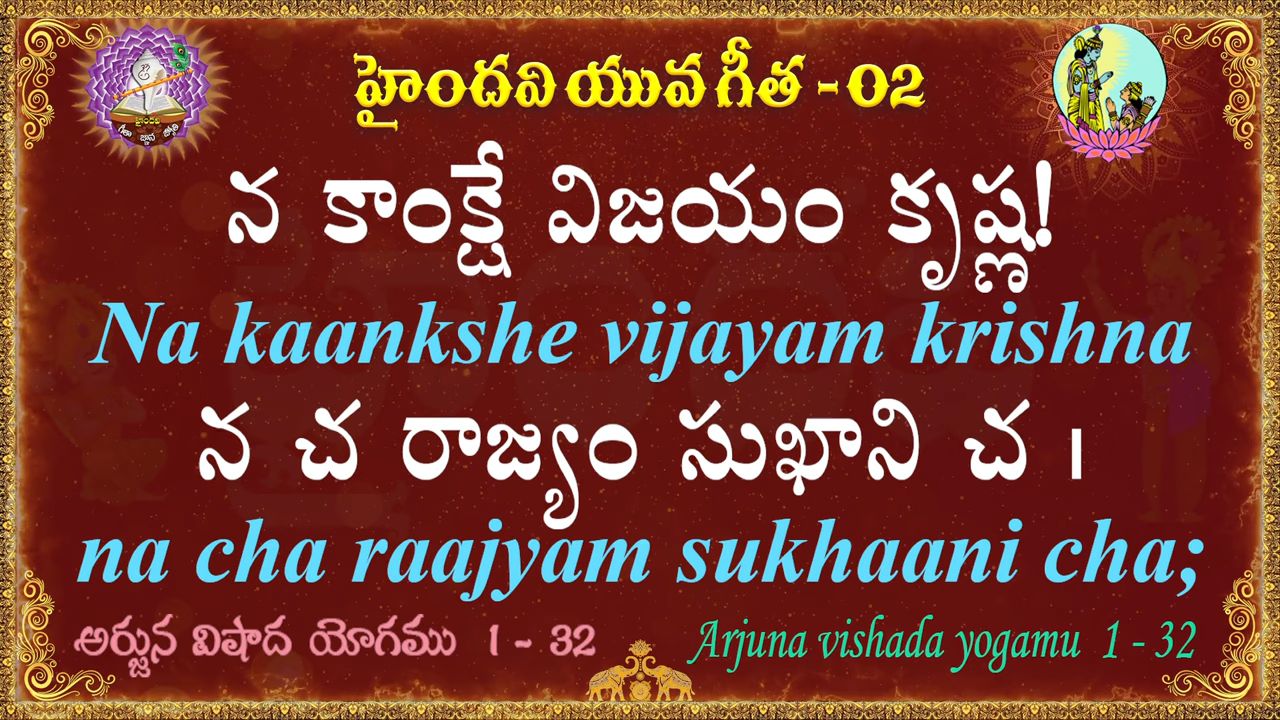 హైందవి యువ గీత - 02
న కాంక్షే విజయం కృష్ణ!
Na kaankshe vijayam krishna
న చ రాజ్యం సుఖాని చ ।
na cha raajyam sukhaani cha;
అర్జున విషాద యోగము 1 - 32
Arjuna vishada yogamu 1 - 32
హైందవి
గీతా జ్ఞాన జ్యోతి